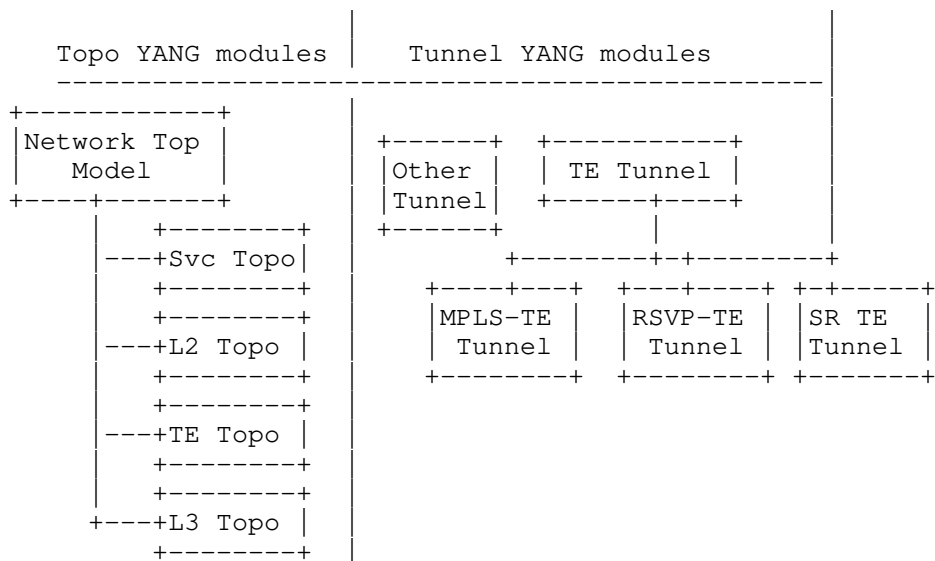 Topo YANG modules Tunnel YANG modules
Network Top
Model
Other
Tunnel
TE Tunnel
Svc Topo
MPLS-TE
Tunnel
RSVP-TE
Tunnel
SR TE
Tunnel
L2 Topo
TE Topo
L3 Topo